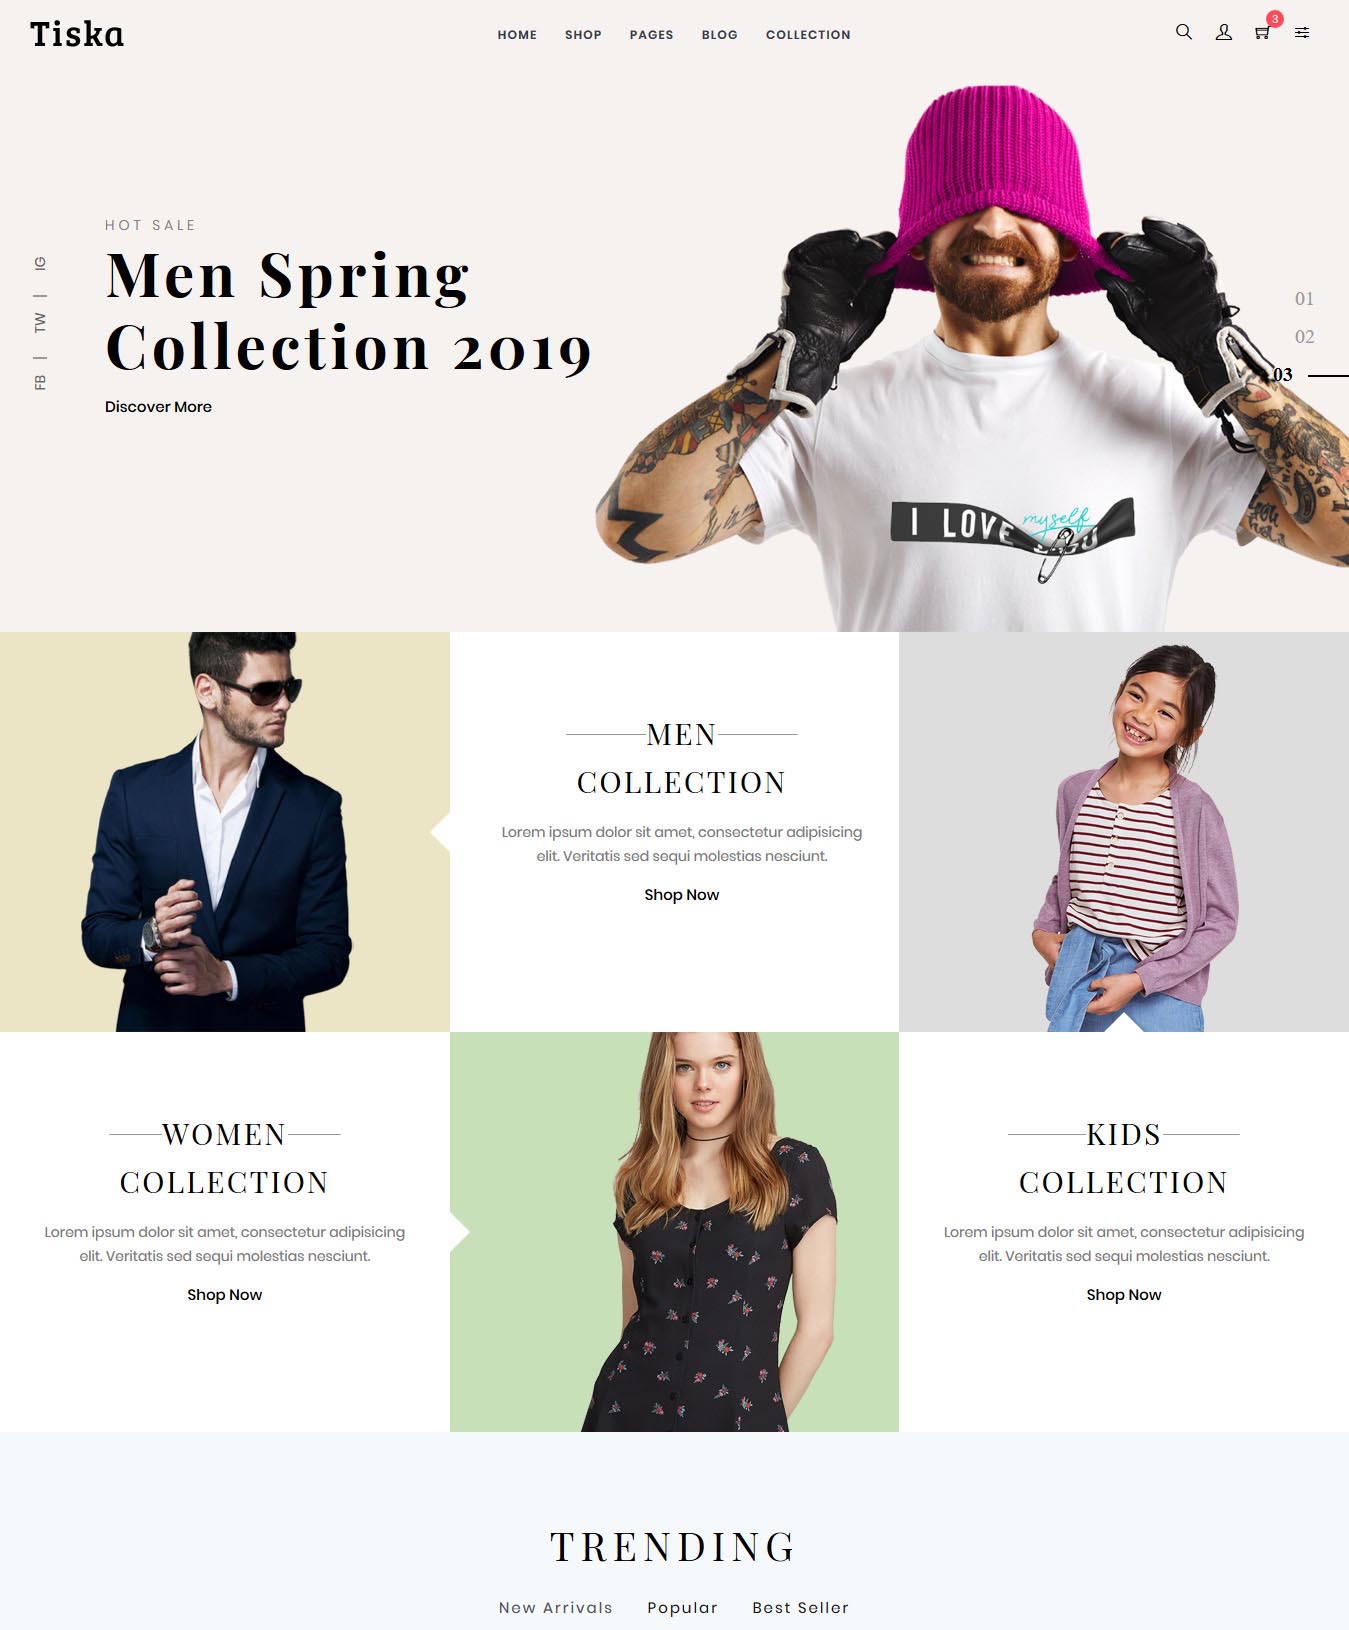 Tiska
HOME SHOP PAGES BLOG COLLECTION
3
HOT SALE
Men Spring
Collection 2019
Discover More
FB | TW | IG
01
02
03
I LOVE myself
MEN
COLLECTION
Lorem ipsum dolor sit amet, consectetur adipisicing
elit. Veritatis sed sequi molestias nesciunt.
Shop Now
WOMEN
COLLECTION
Lorem ipsum dolor sit amet, consectetur adipisicing
elit. Veritatis sed sequi molestias nesciunt.
Shop Now
KIDS
COLLECTION
Lorem ipsum dolor sit amet, consectetur adipisicing
elit. Veritatis sed sequi molestias nesciunt.
Shop Now
TRENDING
New Arrivals Popular Best Seller